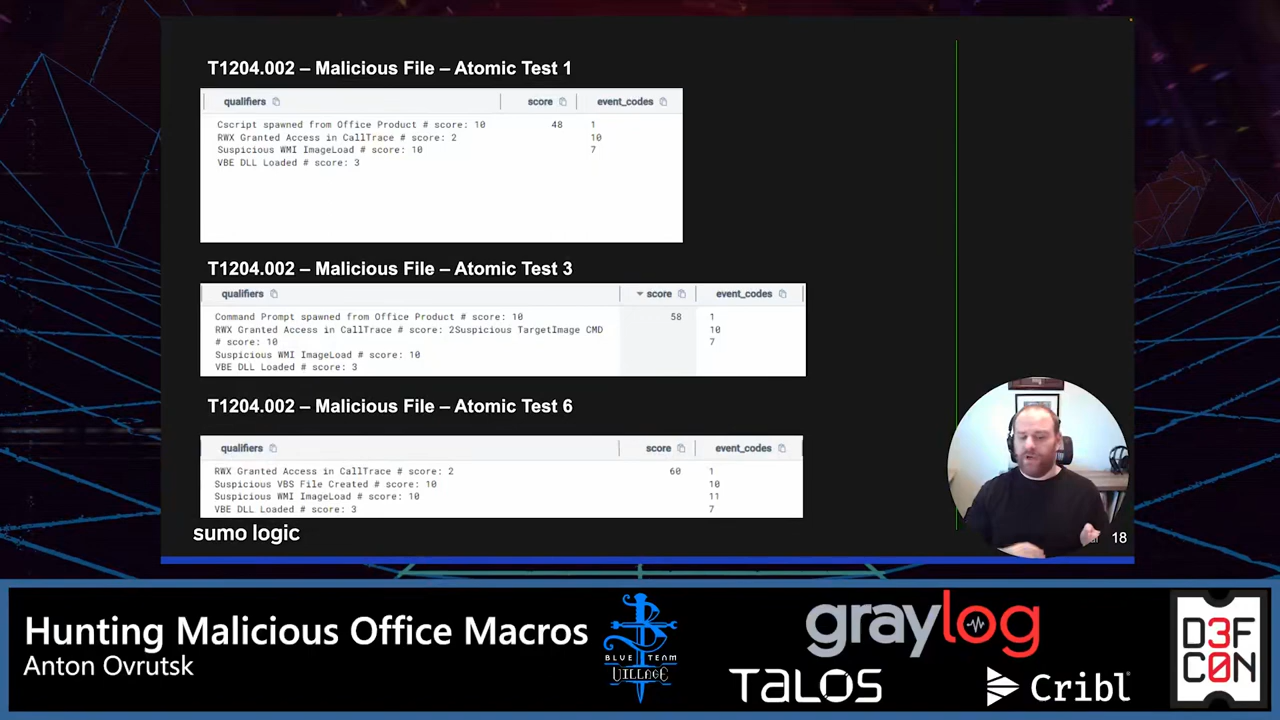 T1204.002 – Malicious File – Atomic Test 1
qualifiers score event_codes
Cscript spawned from Office Product # score: 10 48 1
RWX Granted Access in CallTrace # score: 2 10
Suspicious WMI ImageLoad # score: 10 7
VBE DLL Loaded # score: 3
T1204.002 – Malicious File – Atomic Test 3
qualifiers score event_codes
Command Prompt spawned from Office Product # score: 10 58 1
RWX Granted Access in CallTrace # score: 2Suspicious TargetImage CMD 10
# score: 10 7
Suspicious WMI ImageLoad # score: 10
VBE DLL Loaded # score: 3
T1204.002 – Malicious File – Atomic Test 6
qualifiers score event_codes
RWX Granted Access in CallTrace # score: 2 60 1
Suspicious VBS File Created # score: 10 10
Suspicious WMI ImageLoad # score: 10 11
VBE DLL Loaded # score: 3 7
sumo logic
18
Hunting Malicious Office Macros
Anton Ovrutsk
BLUE TEAM
VILLAGE
graylog
TALOS
Cribl
D3F
C0N